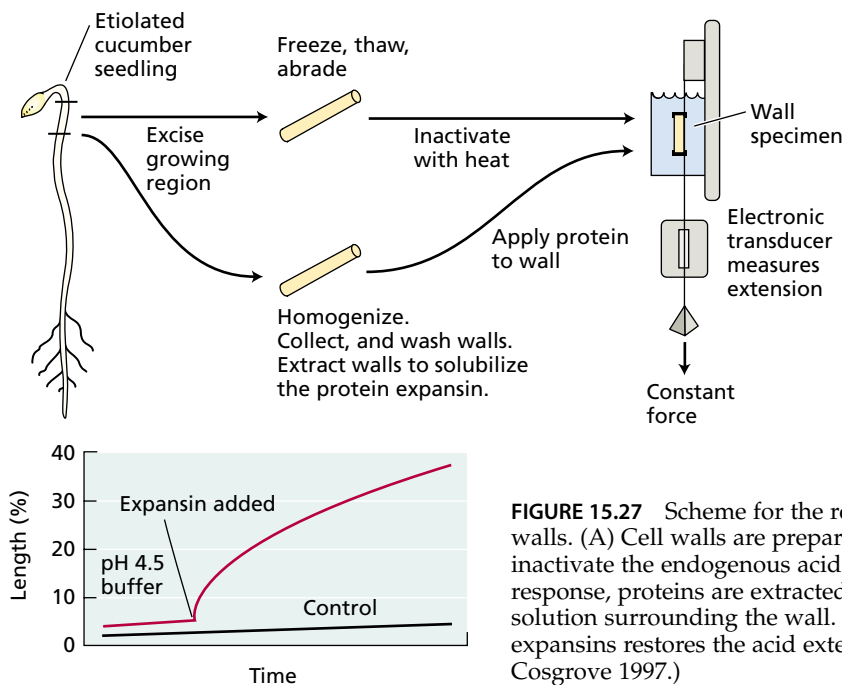 Etiolated
cucumber
seedling
Freeze, thaw,
abrade
Excise
growing
region
Inactivate
with heat
Wall
specimen
Apply protein
to wall
Electronic
transducer
measures
extension
Homogenize.
Collect, and wash walls.
Extract walls to solubilize
the protein expansin.
Constant
force
Length (%)
40
30
20
10
0
Expansin added
pH 4.5
buffer
Control
Time
FIGURE 15.27 Scheme for the re
walls. (A) Cell walls are prepar
inactivate the endogenous acid
response, proteins are extracted
solution surrounding the wall.
expansins restores the acid exte
Cosgrove 1997.)